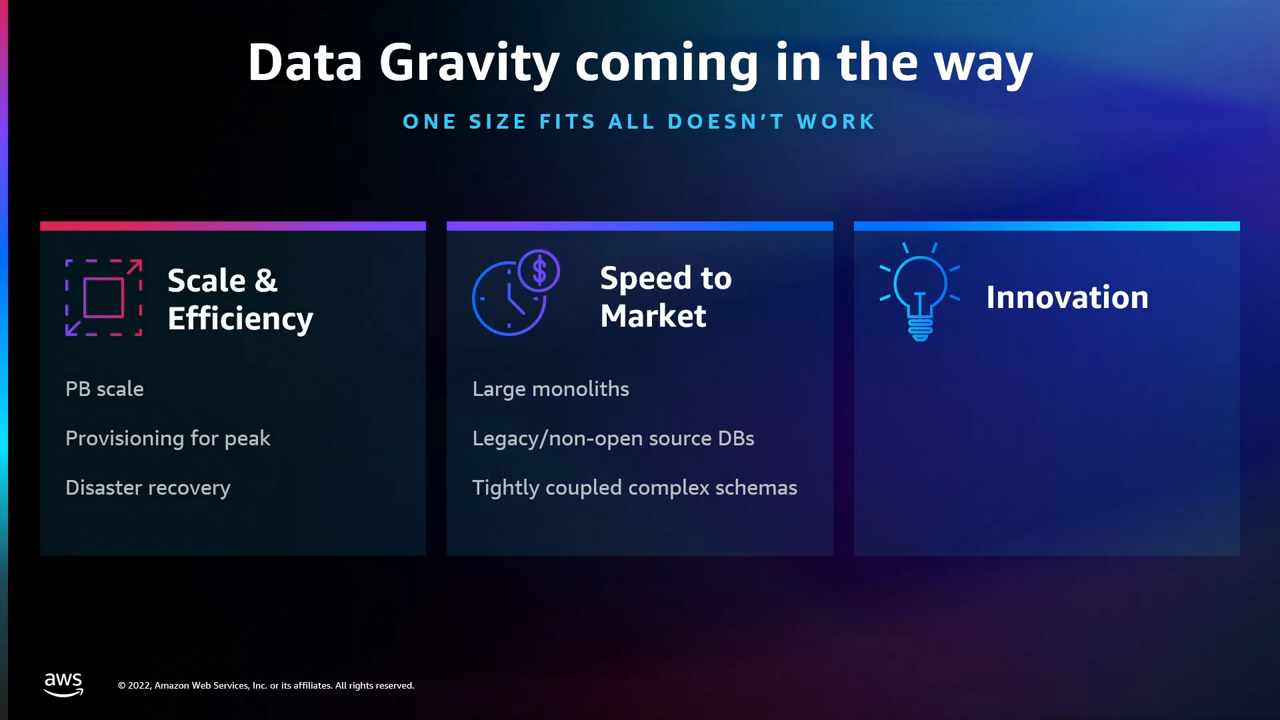 Data Gravity coming in the way
ONE SIZE FITS ALL DOESN’T WORK
Scale &
Efficiency
PB scale
Provisioning for peak
Disaster recovery
$
Speed to
Market
Large monoliths
Legacy/non-open source DBs
Tightly coupled complex schemas
Innovation
aws
© 2022, Amazon Web Services, Inc. or its affiliates. All rights reserved.